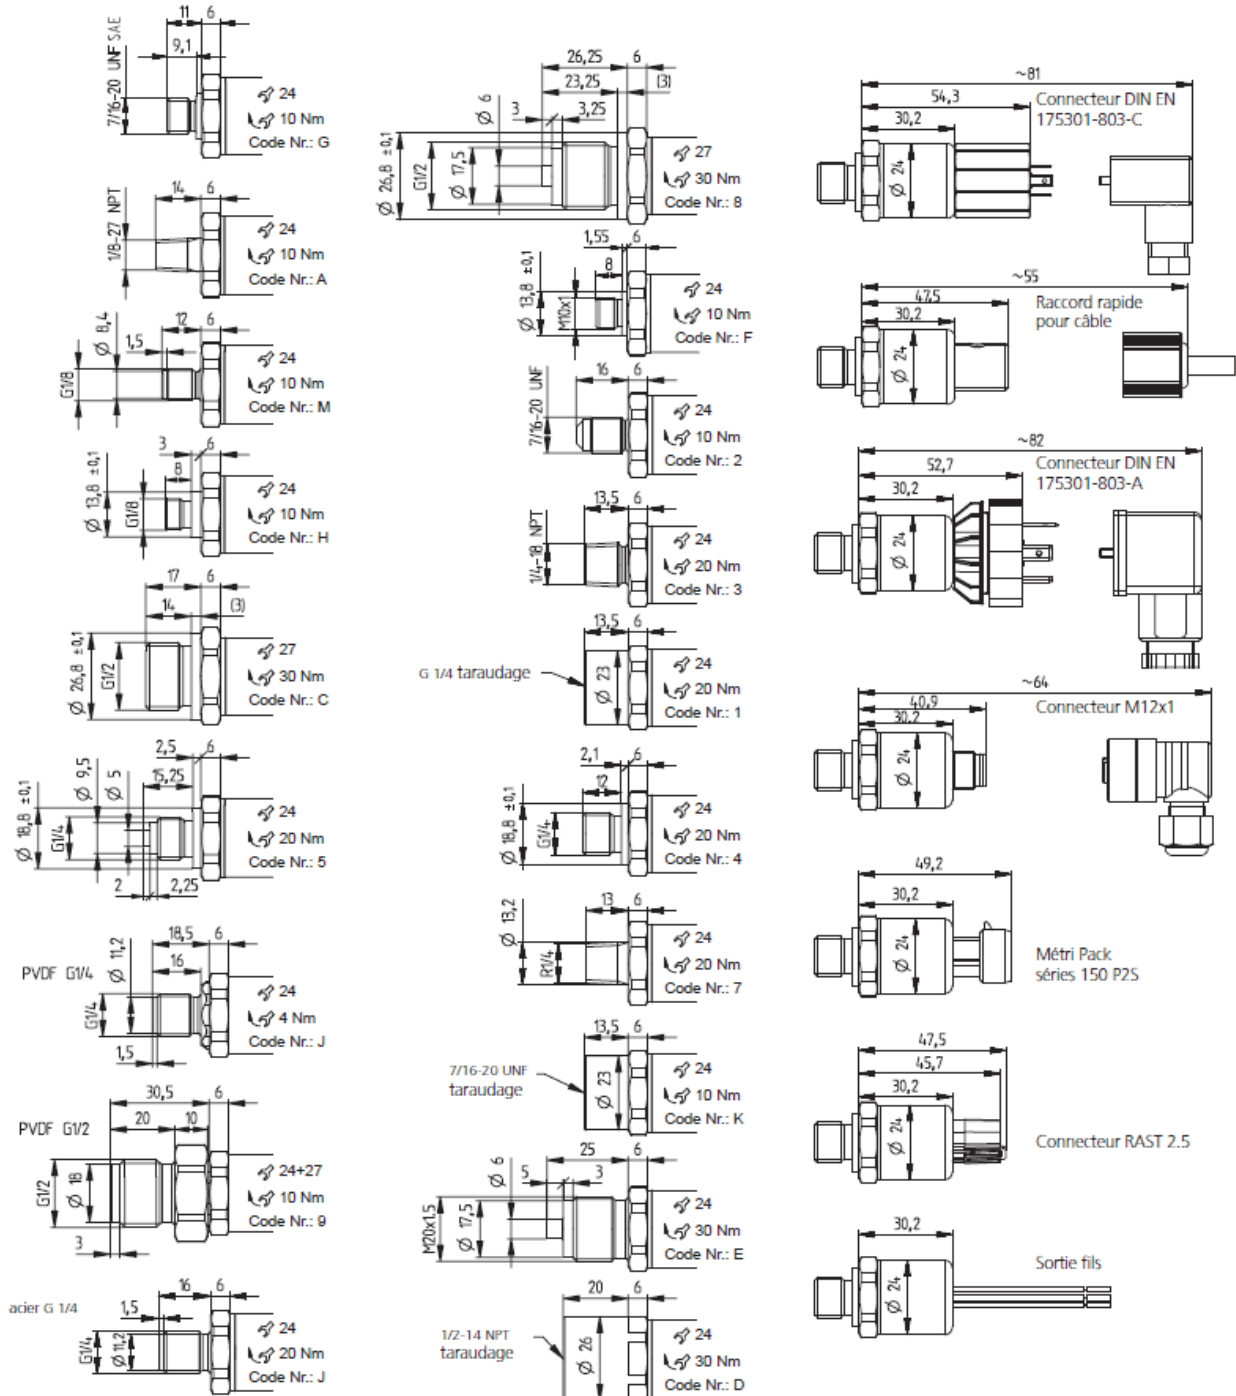 11
6
9,1
7/16-20 UNF SAE
24
10 Nm
Code Nr.: G
14
6
1/8-27 NPT
24
10 Nm
Code Nr.: A
Ø 8,4
12
6
1,5
G1/8
24
10 Nm
Code Nr.: M
3
6
8
Ø 13,8 ±0,1
G1/8
24
10 Nm
Code Nr.: H
17
6
14
(3)
Ø 26,8 ±0,1
G1/2
27
30 Nm
Code Nr.: C
2,5
6
15,25
Ø 9,5
Ø 5
Ø 18,8 ±0,1
G1/4
2
2,25
24
20 Nm
Code Nr.: 5
18,5
6
16
Ø 11,2
PVDF G1/4
G1/4
1,5
24
4 Nm
Code Nr.: J
30,5
6
20
10
PVDF G1/2
G1/2
Ø 18
3
24+27
10 Nm
Code Nr.: 9
16
6
acier G 1/4
1,5
G1/4
Ø 11,2
24
20 Nm
Code Nr.: J
26,25
6
23,25
(3)
Ø 6
3
3,25
Ø 26,8 ±0,1
G1/2
Ø 17,5
27
30 Nm
Code Nr.: 8
1,55
6
8
Ø 13,8 ±0,1
M10x1
24
10 Nm
Code Nr.: F
16
6
7/16-20 UNF
24
10 Nm
Code Nr.: 2
13,5
6
1/4-18 NPT
24
20 Nm
Code Nr.: 3
13,5
6
G 1/4 taraudage
Ø 23
24
20 Nm
Code Nr.: 1
2,1
6
12
Ø 18,8 ±0,1
G1/4
24
20 Nm
Code Nr.: 4
13
6
Ø 13,2
R1/4
24
20 Nm
Code Nr.: 7
13,5
6
7/16-20 UNF
taraudage
Ø 23
24
10 Nm
Code Nr.: K
25
6
Ø 6
5
3
M20x1,5
Ø 17,5
24
30 Nm
Code Nr.: E
20
6
1/2-14 NPT
taraudage
Ø 26
24
30 Nm
Code Nr.: D
~81
54,3
30,2
Connecteur DIN EN
175301-803-C
Ø 24
~55
47,5
30,2
Raccord rapide
pour câble
Ø 24
~82
52,7
30,2
Connecteur DIN EN
175301-803-A
Ø 24
~64
40,9
30,2
Connecteur M12x1
Ø 24
49,2
30,2
Ø 24
Métri Pack
séries 150 P2S
47,5
45,7
30,2
Ø 24
Connecteur RAST 2.5
30,2
Ø 24
Sortie fils